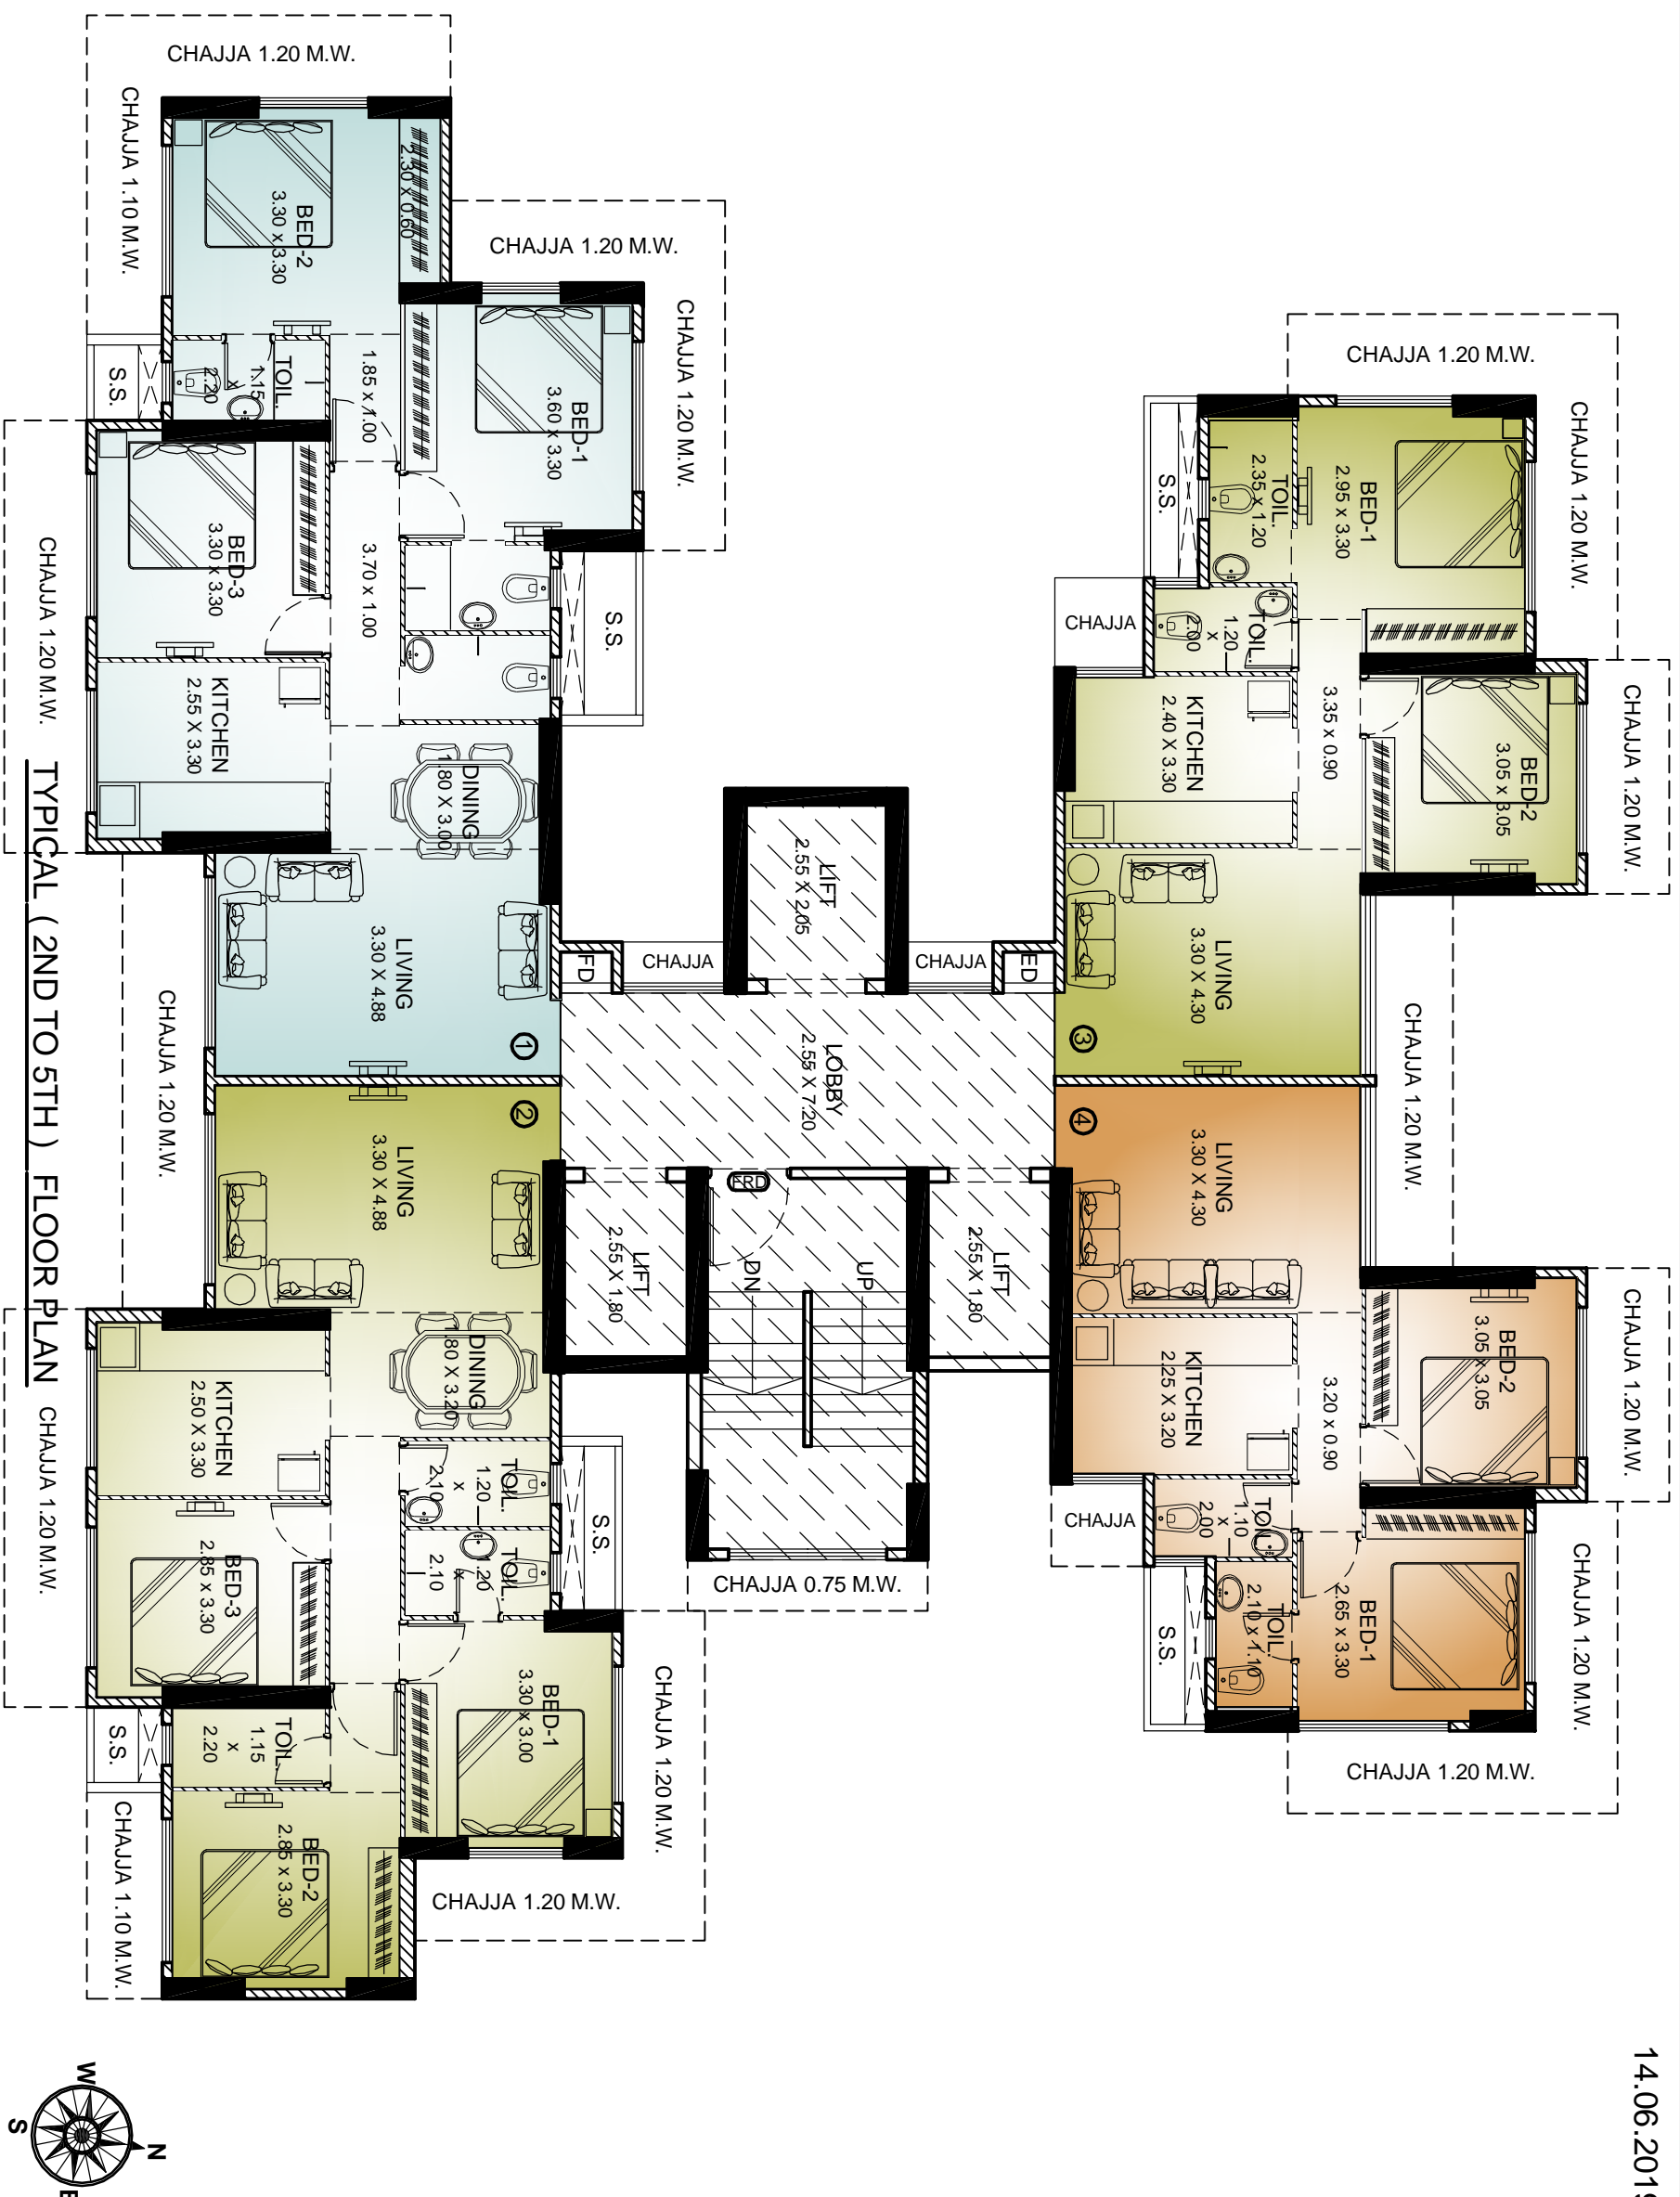 CHAJJA 1.20 M.W.
CHAJJA 1.10 M.W.
2.30 x 0.60
BED-2
3.30 x 3.30
CHAJJA 1.20 M.W.
CHAJJA 1.20 M.W.
BED-1
3.60 x 3.30
1.85 x 1.00
TOIL.
1.15
x
2.20
S.S.
BED-3
3.30 x 3.30
3.70 x 1.00
S.S.
CHAJJA 1.20 M.W.
KITCHEN
2.55 X 3.30
DINING
1.80 X 3.00
LIVING
3.30 X 4.88
1
CHAJJA 1.20 M.W.
FD
CHAJJA
LIFT
2.55 X 2.05
CHAJJA
ED
LOBBY
2.55 X 7.20
CHAJJA 1.20 M.W.
CHAJJA 1.20 M.W.
BED-1
2.95 x 3.30
TOIL.
2.35 x 1.20
S.S.
CHAJJA
TOIL.
1.20
x
2.00
3.35 x 0.90
BED-2
3.05 x 3.05
CHAJJA 1.20 M.W.
KITCHEN
2.40 X 3.30
LIVING
3.30 X 4.30
3
CHAJJA 1.20 M.W.
2
LIVING
3.30 X 4.88
DINING
1.80 X 3.20
KITCHEN
2.50 X 3.30
LIFT
2.55 X 1.80
FRD
DN
UP
LIFT
2.55 X 1.80
CHAJJA 0.75 M.W.
4
LIVING
3.30 X 4.30
KITCHEN
2.25 X 3.20
3.20 x 0.90
BED-2
3.05 x 3.05
CHAJJA 1.20 M.W.
CHAJJA
TOIL.
1.10
x
2.00
S.S.
TOIL.
2.10 x 1.10
BED-1
2.65 x 3.30
CHAJJA 1.20 M.W.
CHAJJA 1.20 M.W.
TOIL.
1.20
x
2.10
TOIL.
1.20
x
2.10
S.S.
BED-3
2.85 x 3.30
CHAJJA 1.20 M.W.
BED-1
3.30 x 3.00
CHAJJA 1.20 M.W.
CHAJJA 1.20 M.W.
S.S.
TOIL.
1.15
x
2.20
BED-2
2.85 x 3.30
CHAJJA 1.10 M.W.
TYPICAL ( 2ND TO 5TH ) FLOOR PLAN
W
N
S
E
14.06.2019